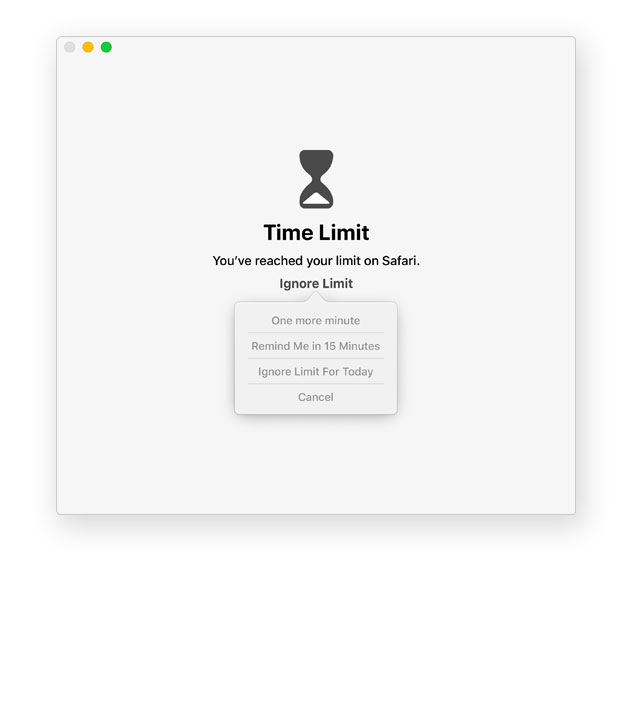 Time Limit
You’ve reached your limit on Safari.
Ignore Limit
One more minute
Remind Me in 15 Minutes
Ignore Limit For Today
Cancel